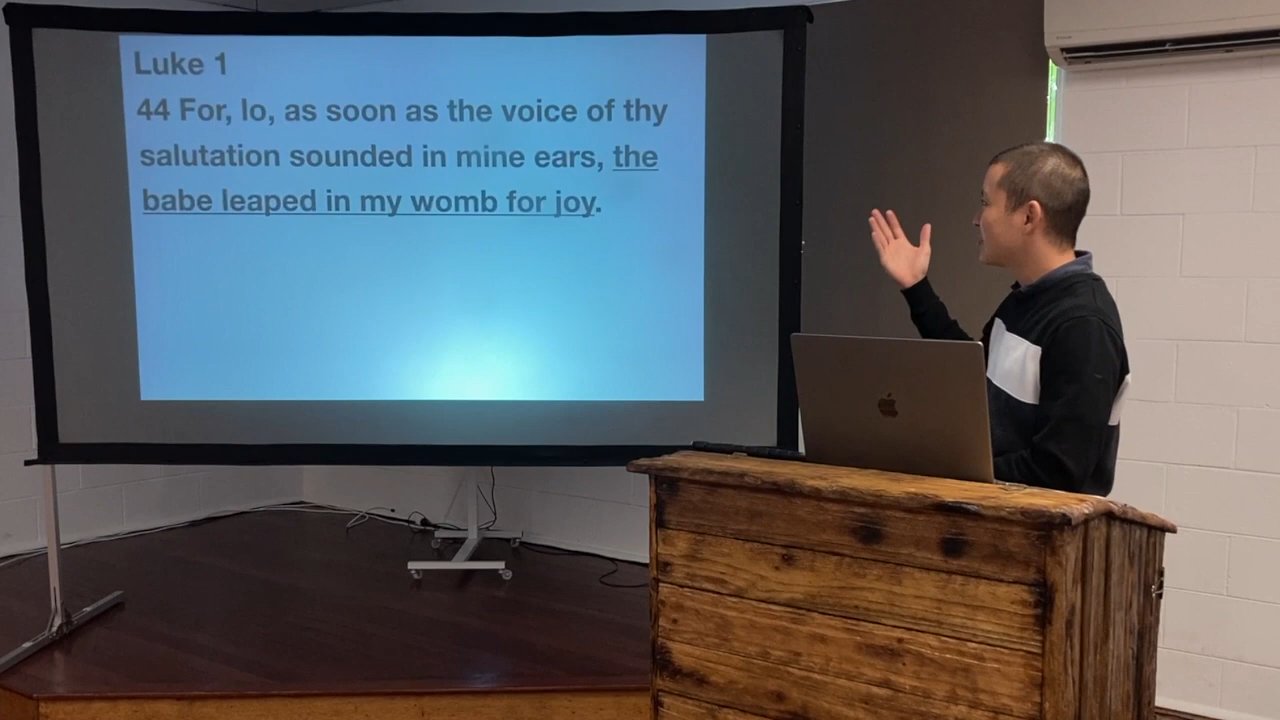 Luke 1
44 For, lo, as soon as the voice of thy
salutation sounded in mine ears, the
babe leaped in my womb for joy.